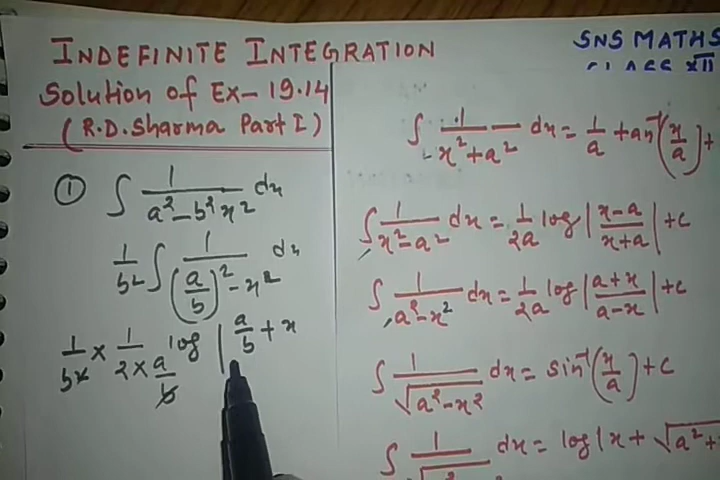 INDEFINITE INTEGRATION
Solution of Ex-19.14
(R.D.Sharma Part I)
① ∫ 1/(a²-b²x²) dx
1/b² ∫ 1/((a/b)²-x²) dx
1/b² × 1/(2×a/b) log | a/b + x
SNS MATHS
CLASS XII
∫ 1/(x²+a²) dx = 1/a tan⁻¹(x/a) +
∫ 1/(x²-a²) dx = 1/2a log |(x-a)/(x+a)| + c
∫ 1/(a²-x²) dx = 1/2a log |(a+x)/(a-x)| + c
∫ 1/√(a²-x²) dx = sin⁻¹(x/a) + c
∫ 1/√ dx = log |x + √a² +